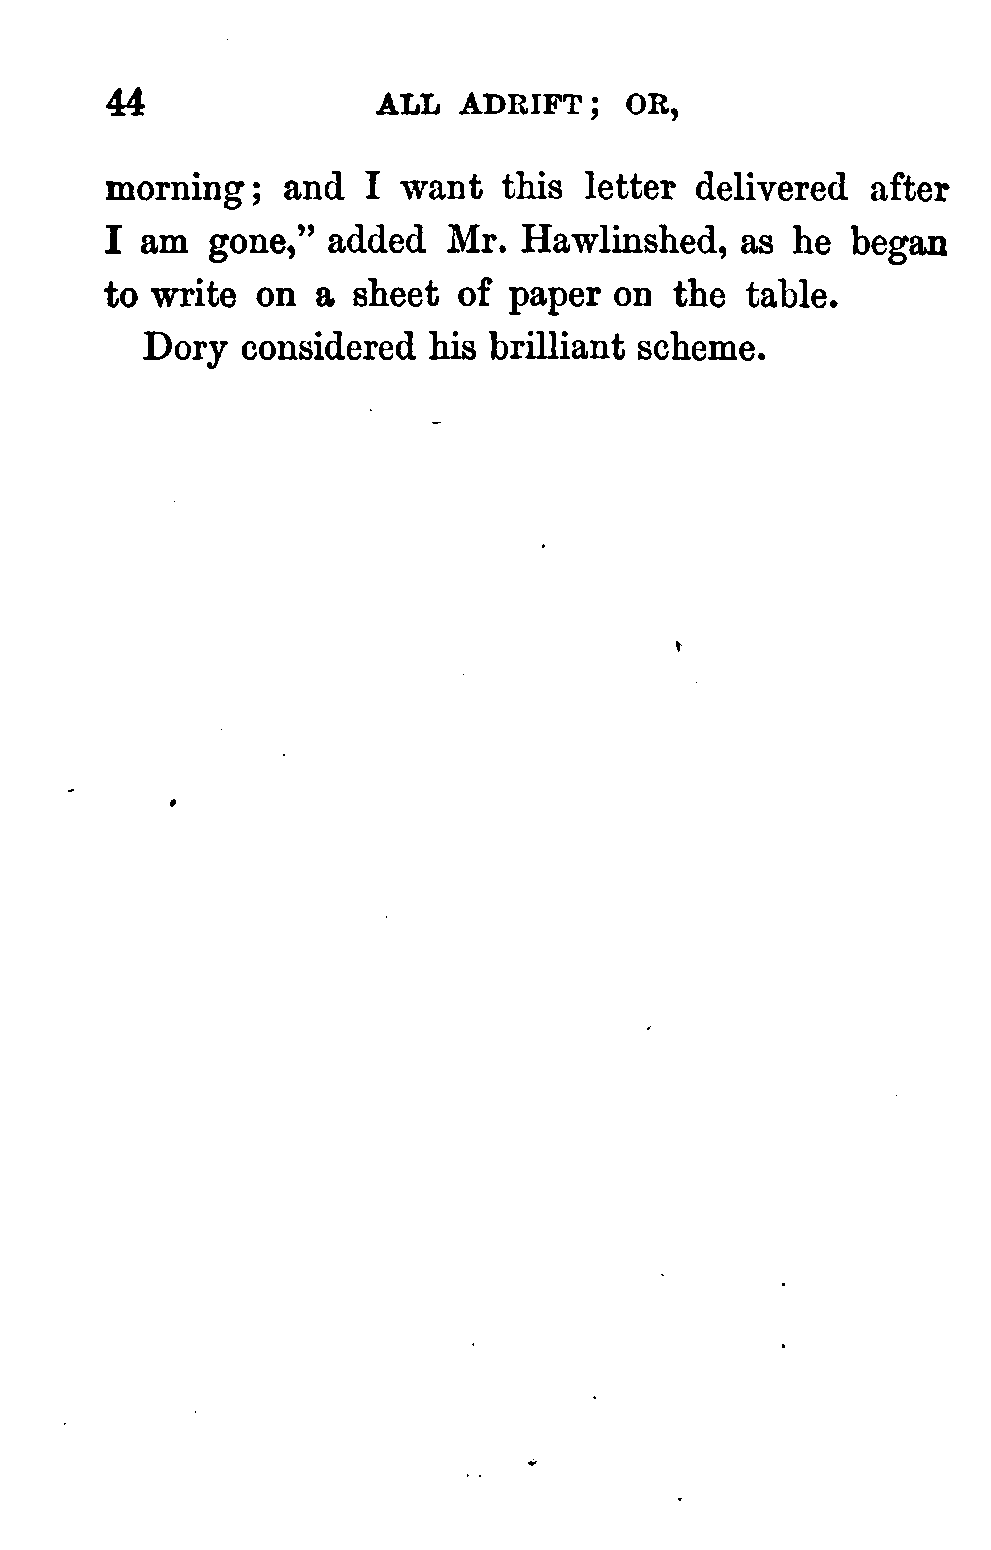 44 ALL ADRIFT; OR,
morning; and I want this letter delivered after
I am gone,” added Mr. Hawlinshed, as he began
to write on a sheet of paper on the table.
Dory considered his brilliant scheme.